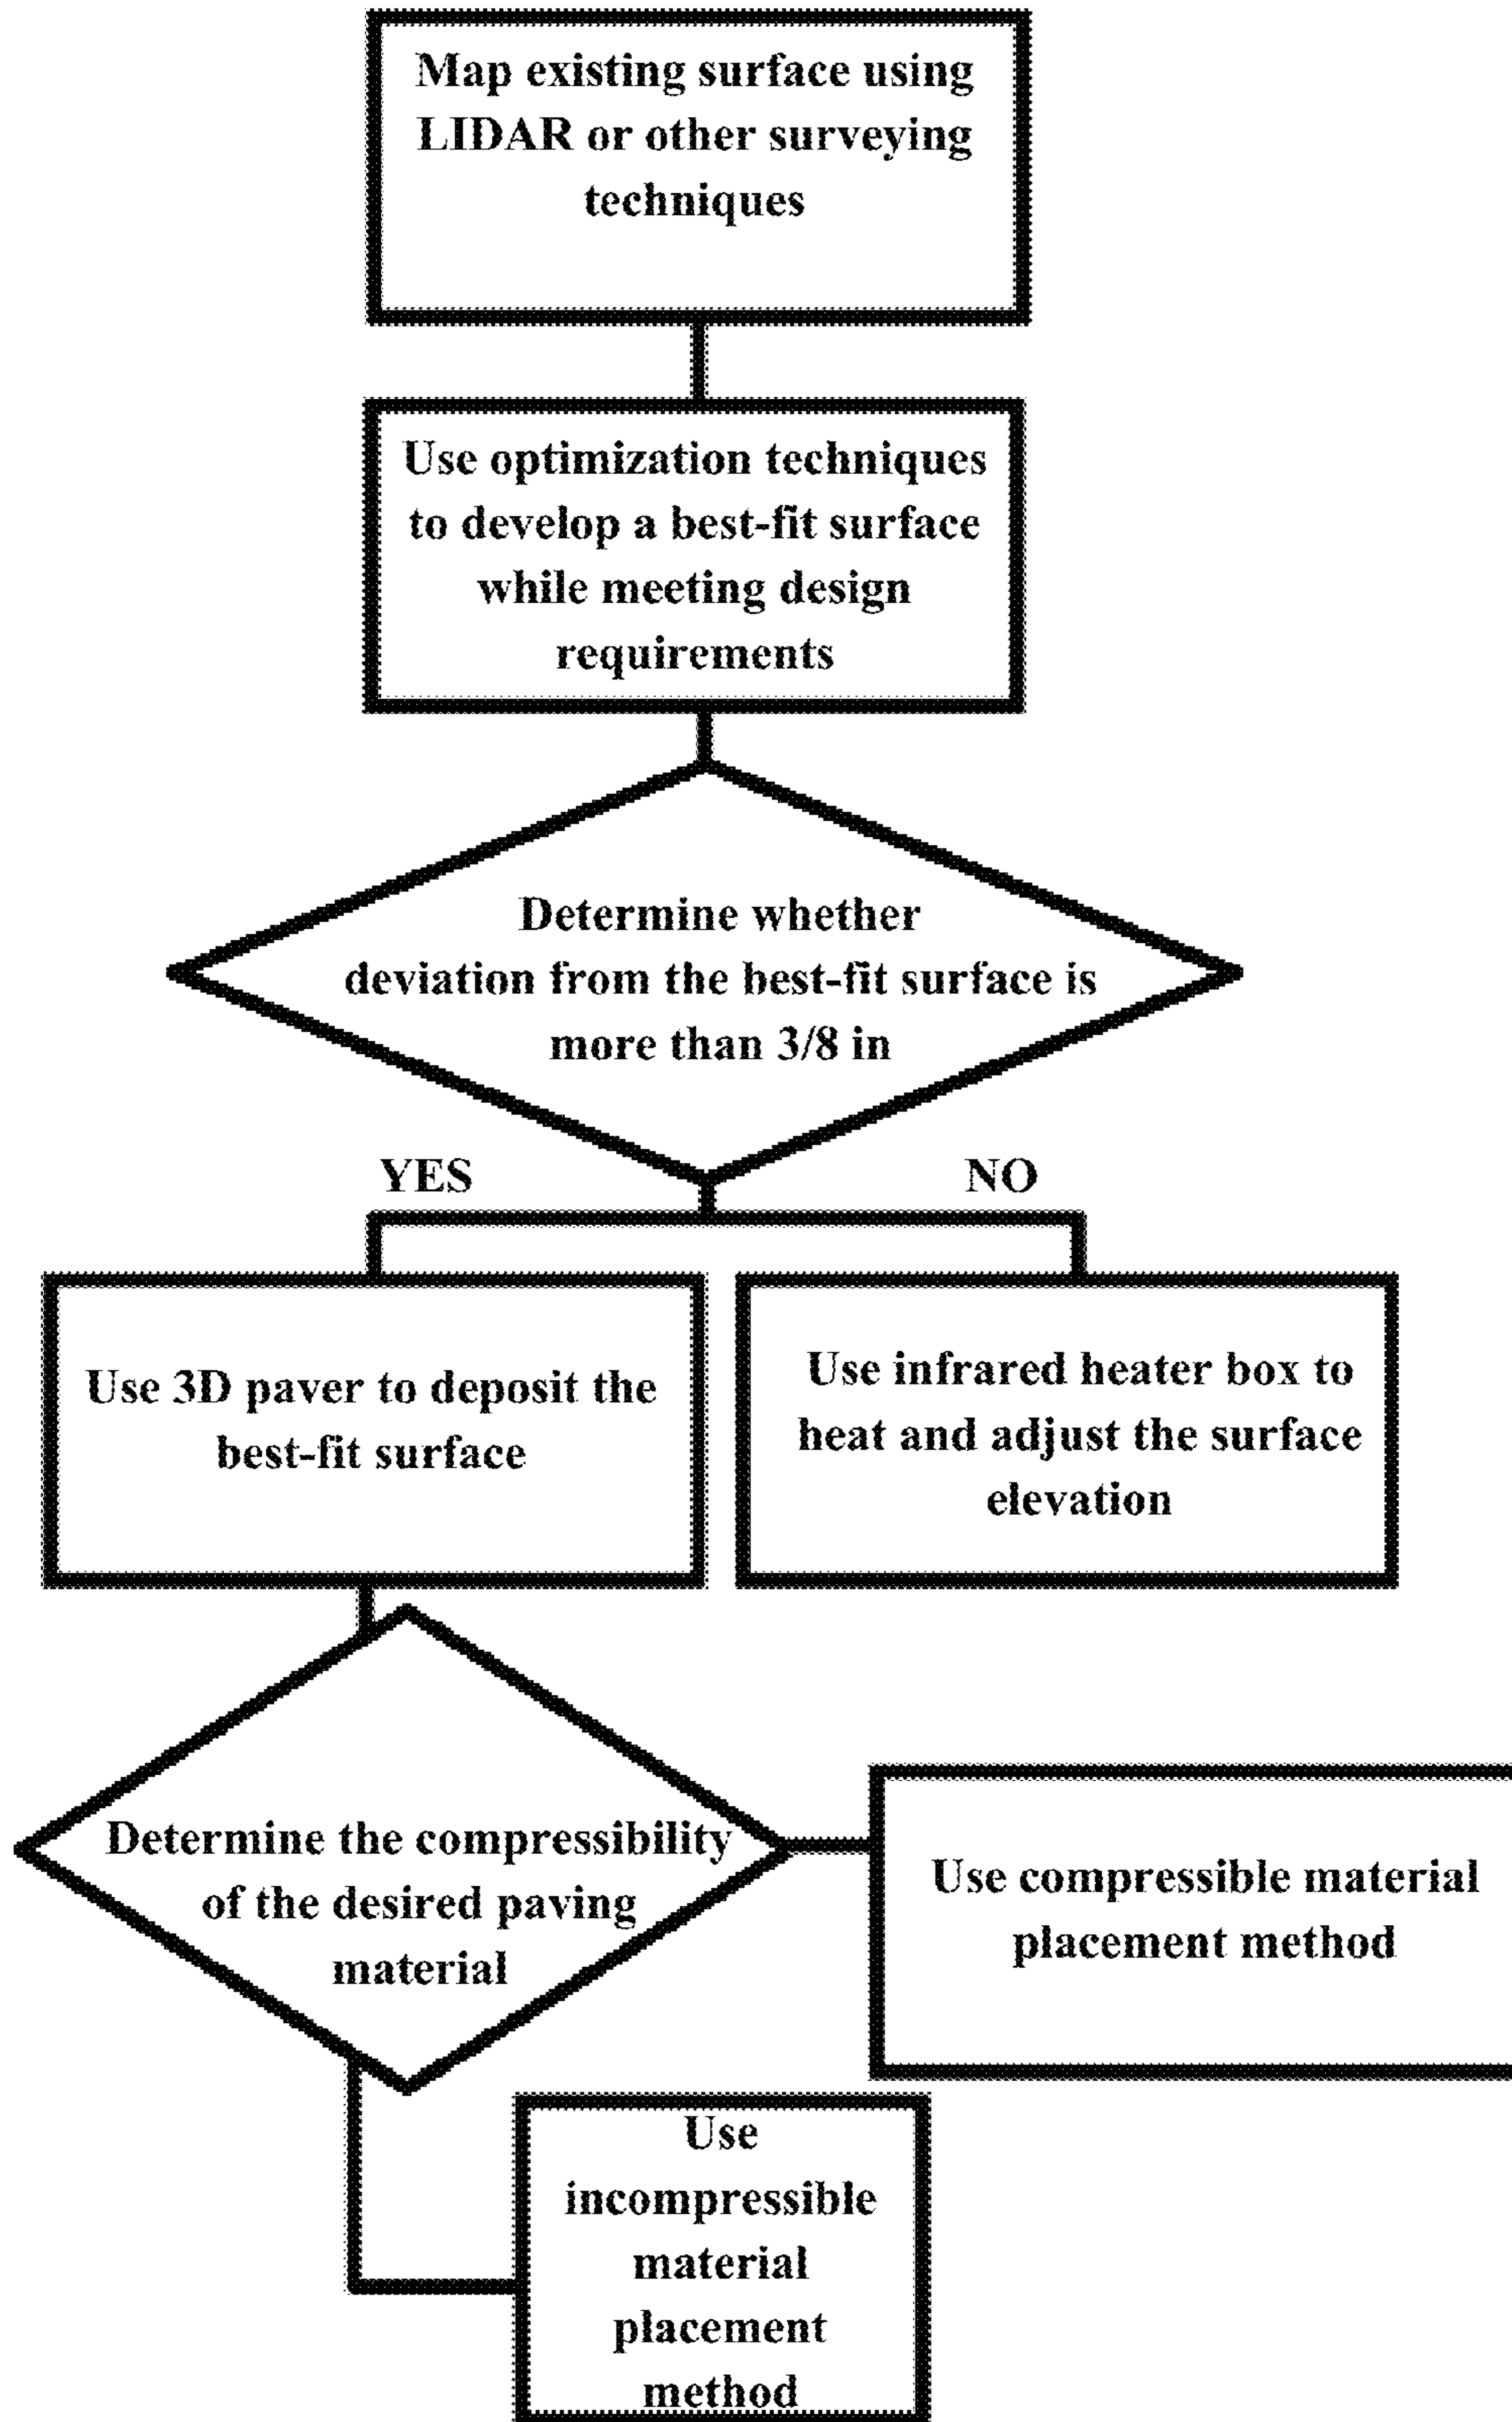 Map existing surface using
LIDAR or other surveying
techniques
Use optimization techniques
to develop a best-fit surface
while meeting design
requirements
Determine whether
deviation from the best-fit surface is
more than 3/8 in
YES
NO
Use 3D paver to deposit the
best-fit surface
Use infrared heater box to
heat and adjust the surface
elevation
Determine the compressibility
of the desired paving
material
Use compressible material
placement method
Use
incompressible
material
placement
method